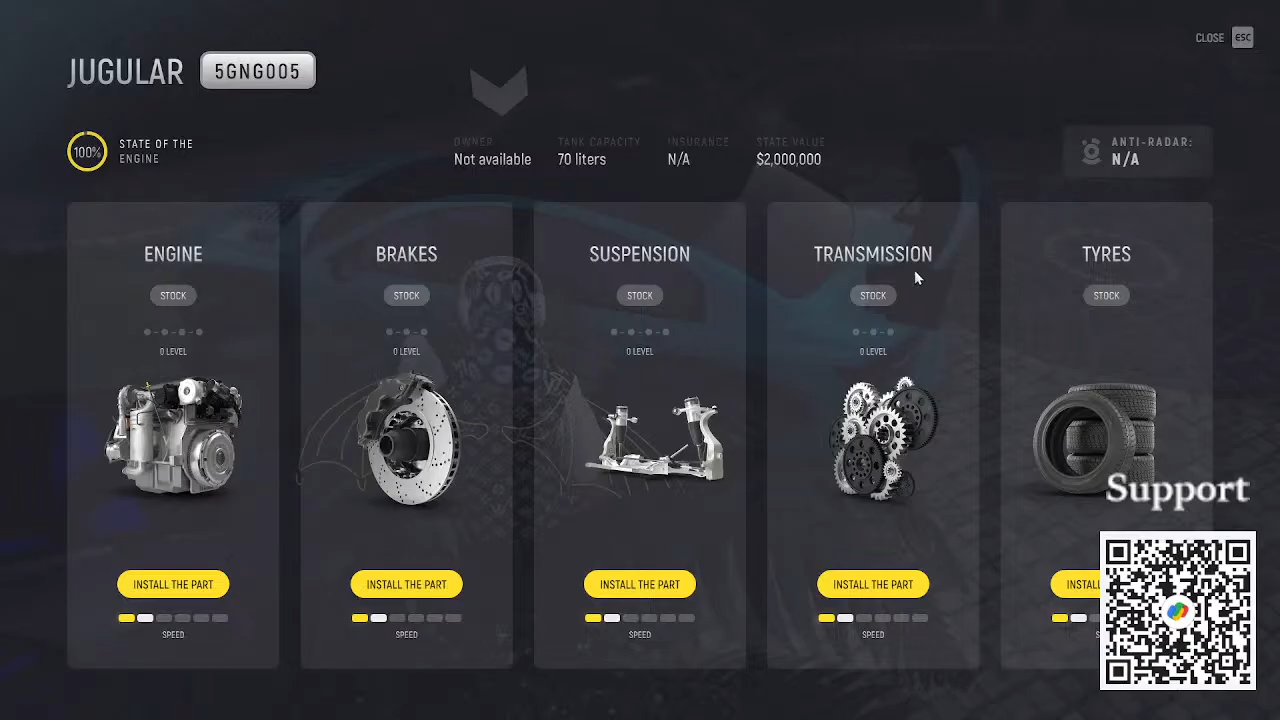 CLOSE ESC
JUGULAR 5GNG005
100% STATE OF THE
ENGINE
OWNER TANK CAPACITY INSURANCE STATE VALUE
Not available 70 liters N/A $2,000,000
ANTI-RADAR:
N/A
ENGINE BRAKES SUSPENSION TRANSMISSION TYRES
STOCK STOCK STOCK STOCK STOCK
0 LEVEL 0 LEVEL 0 LEVEL 0 LEVEL
Support
INSTALL THE PART INSTALL THE PART INSTALL THE PART INSTALL THE PART INSTALL
SPEED SPEED SPEED SPEED